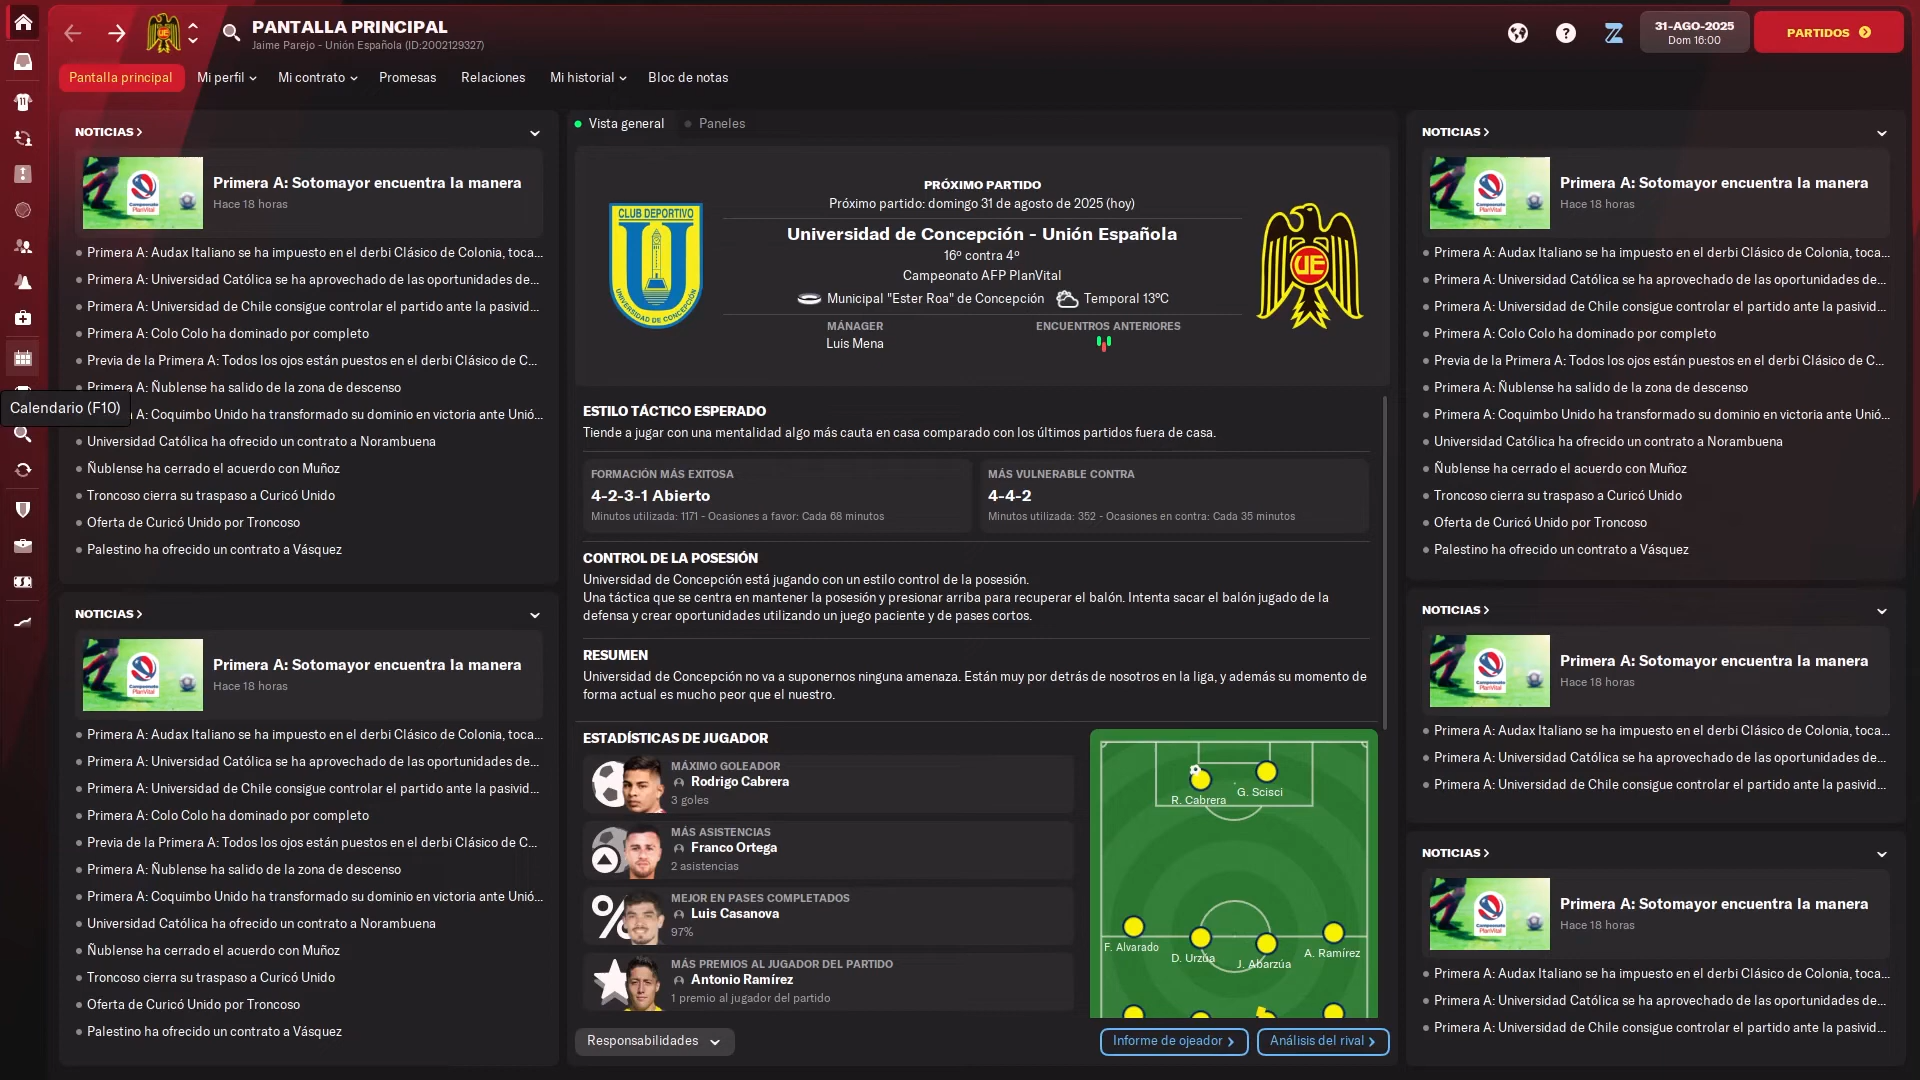 PANTALLA PRINCIPAL
Jaime Parejo - Unión Española (ID:2002129327)
31-AGO-2025
Dom 16:00
PARTIDOS
Pantalla principal
Mi perfil
Mi contrato
Promesas
Relaciones
Mi historial
Bloc de notas
NOTICIAS
Primera A: Sotomayor encuentra la manera
Hace 18 horas
Primera A: Audax Italiano se ha impuesto en el derbi Clásico de Colonia, toca...
Primera A: Universidad Católica se ha aprovechado de las oportunidades de...
Primera A: Universidad de Chile consigue controlar el partido ante la pasivid...
Primera A: Colo Colo ha dominado por completo
Previa de la Primera A: Todos los ojos están puestos en el derbi Clásico de C...
Primera A: Ñublense ha salido de la zona de descenso
Calendario (F10)
A: Coquimbo Unido ha transformado su dominio en victoria ante Unió...
Universidad Católica ha ofrecido un contrato a Norambuena
Ñublense ha cerrado el acuerdo con Muñoz
Troncoso cierra su traspaso a Curicó Unido
Oferta de Curicó Unido por Troncoso
Palestino ha ofrecido un contrato a Vásquez
NOTICIAS
Primera A: Sotomayor encuentra la manera
Hace 18 horas
Primera A: Audax Italiano se ha impuesto en el derbi Clásico de Colonia, toca...
Primera A: Universidad Católica se ha aprovechado de las oportunidades de...
Primera A: Universidad de Chile consigue controlar el partido ante la pasivid...
Primera A: Colo Colo ha dominado por completo
Previa de la Primera A: Todos los ojos están puestos en el derbi Clásico de C...
Primera A: Ñublense ha salido de la zona de descenso
Primera A: Coquimbo Unido ha transformado su dominio en victoria ante Unió...
Universidad Católica ha ofrecido un contrato a Norambuena
Ñublense ha cerrado el acuerdo con Muñoz
Troncoso cierra su traspaso a Curicó Unido
Oferta de Curicó Unido por Troncoso
Palestino ha ofrecido un contrato a Vásquez
Vista general
Paneles
CLUB DEPORTIVO
UNIVERSIDAD DE CONCEPCIÓN
PRÓXIMO PARTIDO
Próximo partido: domingo 31 de agosto de 2025 (hoy)
Universidad de Concepción - Unión Española
16º contra 4º
Campeonato AFP PlanVital
Municipal "Ester Roa" de Concepción
Temporal 13ºC
MÁNAGER
Luis Mena
ENCUENTROS ANTERIORES
UE
ESTILO TÁCTICO ESPERADO
Tiende a jugar con una mentalidad algo más cauta en casa comparado con los últimos partidos fuera de casa.
FORMACIÓN MÁS EXITOSA
4-2-3-1 Abierto
Minutos utilizada: 1171 - Ocasiones a favor: Cada 68 minutos
MÁS VULNERABLE CONTRA
4-4-2
Minutos utilizada: 352 - Ocasiones en contra: Cada 35 minutos
CONTROL DE LA POSESIÓN
Universidad de Concepción está jugando con un estilo control de la posesión.
Una táctica que se centra en mantener la posesión y presionar arriba para recuperar el balón. Intenta sacar el balón jugado de la
defensa y crear oportunidades utilizando un juego paciente y de pases cortos.
RESUMEN
Universidad de Concepción no va a suponernos ninguna amenaza. Están muy por detrás de nosotros en la liga, y además su momento de
forma actual es mucho peor que el nuestro.
ESTADÍSTICAS DE JUGADOR
MÁXIMO GOLEADOR
Rodrigo Cabrera
3 goles
MÁS ASISTENCIAS
Franco Ortega
2 asistencias
MEJOR EN PASES COMPLETADOS
Luis Casanova
97%
MÁS PREMIOS AL JUGADOR DEL PARTIDO
Antonio Ramírez
1 premio al jugador del partido
R. Cabrera
G. Scisci
F. Alvarado
D. Urzúa
J. Abarzúa
A. Ramírez
Responsabilidades
Informe de ojeador
Análisis del rival
NOTICIAS
Primera A: Sotomayor encuentra la manera
Hace 18 horas
Primera A: Audax Italiano se ha impuesto en el derbi Clásico de Colonia, toca...
Primera A: Universidad Católica se ha aprovechado de las oportunidades de...
Primera A: Universidad de Chile consigue controlar el partido ante la pasivid...
Primera A: Colo Colo ha dominado por completo
Previa de la Primera A: Todos los ojos están puestos en el derbi Clásico de C...
Primera A: Ñublense ha salido de la zona de descenso
Primera A: Coquimbo Unido ha transformado su dominio en victoria ante Unió...
Universidad Católica ha ofrecido un contrato a Norambuena
Ñublense ha cerrado el acuerdo con Muñoz
Troncoso cierra su traspaso a Curicó Unido
Oferta de Curicó Unido por Troncoso
Palestino ha ofrecido un contrato a Vásquez
NOTICIAS
Primera A: Sotomayor encuentra la manera
Hace 18 horas
Primera A: Audax Italiano se ha impuesto en el derbi Clásico de Colonia, toca...
Primera A: Universidad Católica se ha aprovechado de las oportunidades de...
Primera A: Universidad de Chile consigue controlar el partido ante la pasivid...
NOTICIAS
Primera A: Sotomayor encuentra la manera
Hace 18 horas
Primera A: Audax Italiano se ha impuesto en el derbi Clásico de Colonia, toca...
Primera A: Universidad Católica se ha aprovechado de las oportunidades de...
Primera A: Universidad de Chile consigue controlar el partido ante la pasivid...